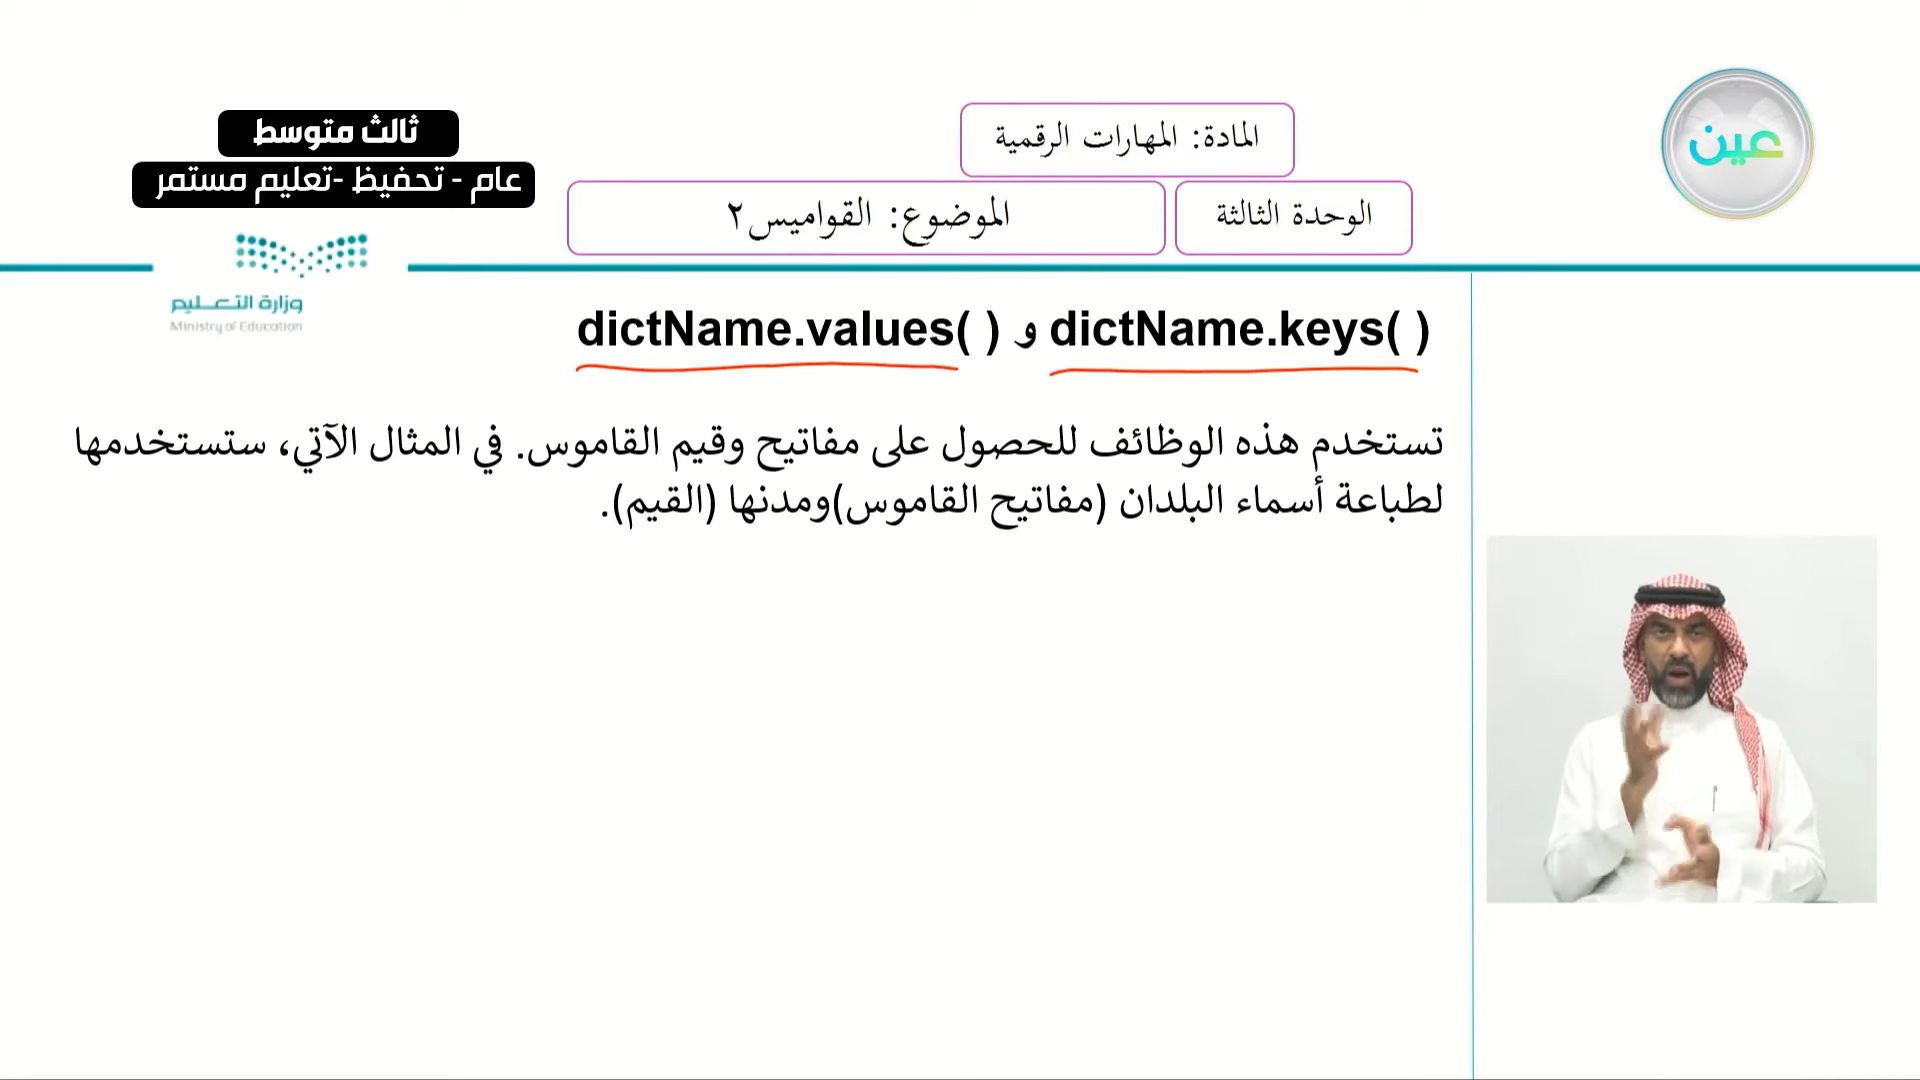 عين
المادة: المهارات الرقمية
ثالث متوسط
عام - تحفيظ -تعليم مستمر
الوحدة الثالثة
الموضوع: القواميس٢
وزارة التعليم
Ministry of Education
dictName.keys( ) و dictName.values( )
تستخدم هذه الوظائف للحصول على مفاتيح وقيم القاموس. في المثال الآتي، ستستخدمها
لطباعة أسماء البلدان (مفاتيح القاموس)ومدنها (القيم).